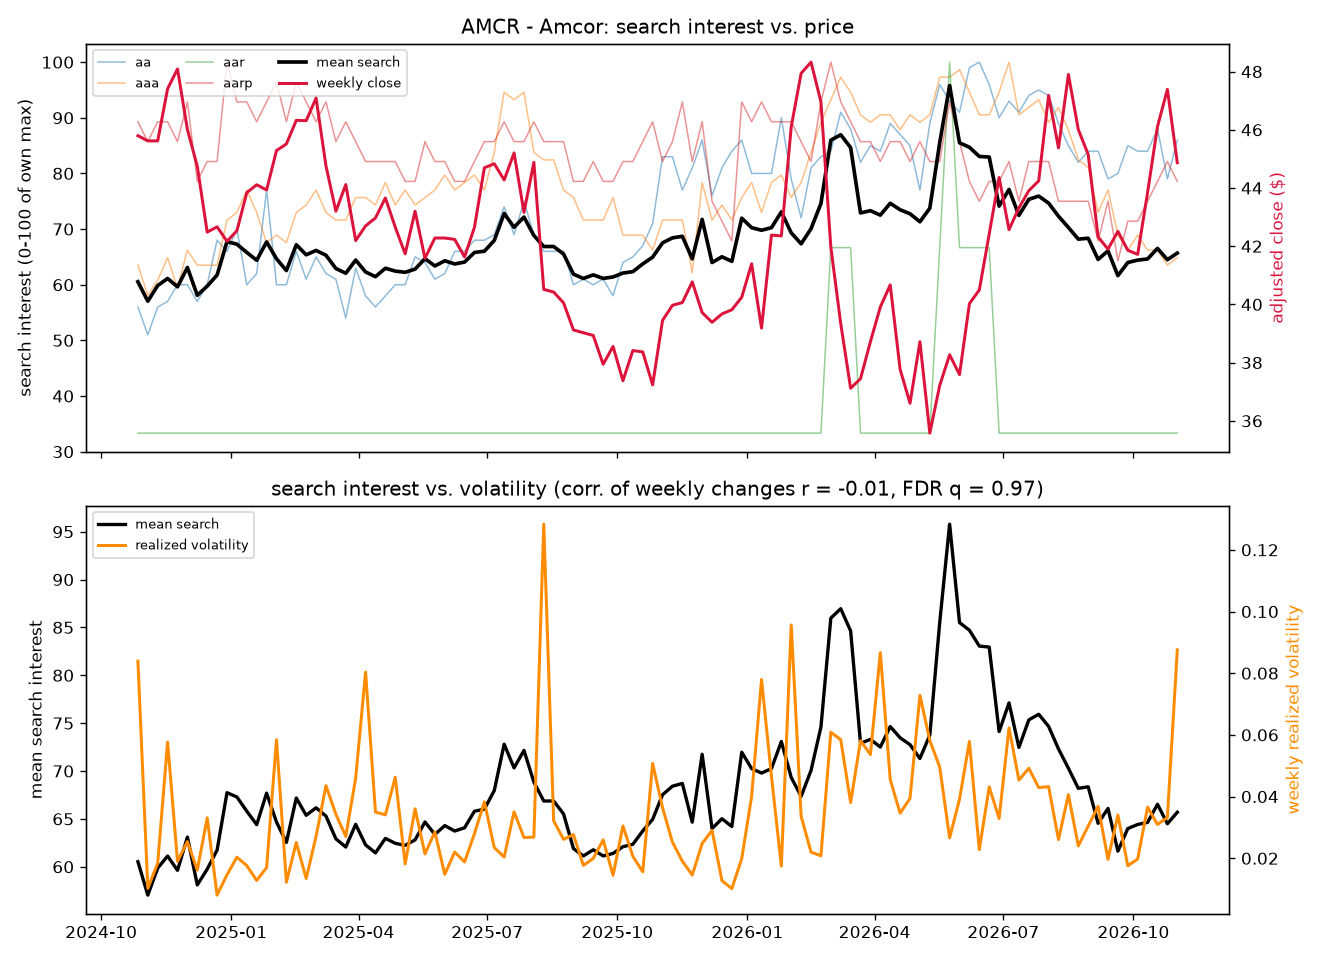 AMCR - Amcor: search interest vs. price
aa
aaa
aar
aarp
mean search
weekly close
search interest (0-100 of own max)
100
90
80
70
60
50
40
30
48
46
44
42
40
38
36
adjusted close ($)
search interest vs. volatility (corr. of weekly changes r = -0.01, FDR q = 0.97)
mean search
realized volatility
mean search interest
95
90
85
80
75
70
65
60
0.12
0.10
0.08
0.06
0.04
0.02
weekly realized volatility
2024-10 2025-01 2025-04 2025-07 2025-10 2026-01 2026-04 2026-07 2026-10